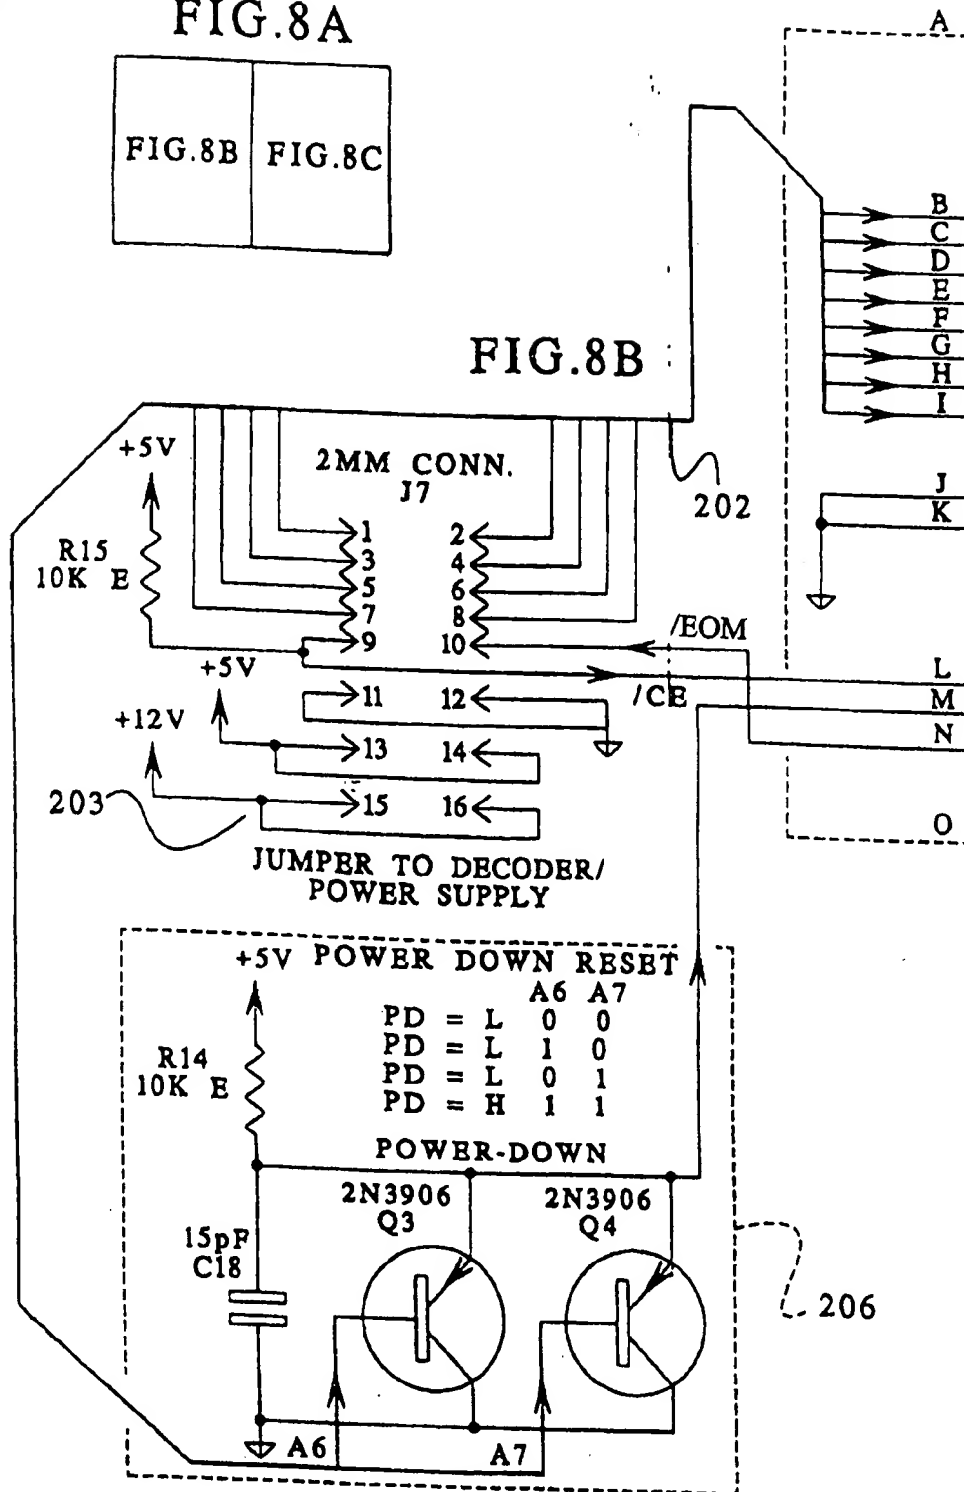 FIG.8A
FIG.8B FIG.8C
FIG.8B
A
B
C
D
E
F
G
H
I
J
K
L
M
N
O
+5V
R15
10K E
2MM CONN.
J7
1 2
3 4
5 6
7 8
9 10
11 12
13 14
15 16
202
/EOM
/CE
+5V
+12V
203
JUMPER TO DECODER/
POWER SUPPLY
+5V POWER DOWN RESET
A6 A7
PD = L 0 0
PD = L 1 0
PD = L 0 1
PD = H 1 1
R14
10K E
POWER-DOWN
2N3906
Q3
2N3906
Q4
15pF
C18
206
A6
A7